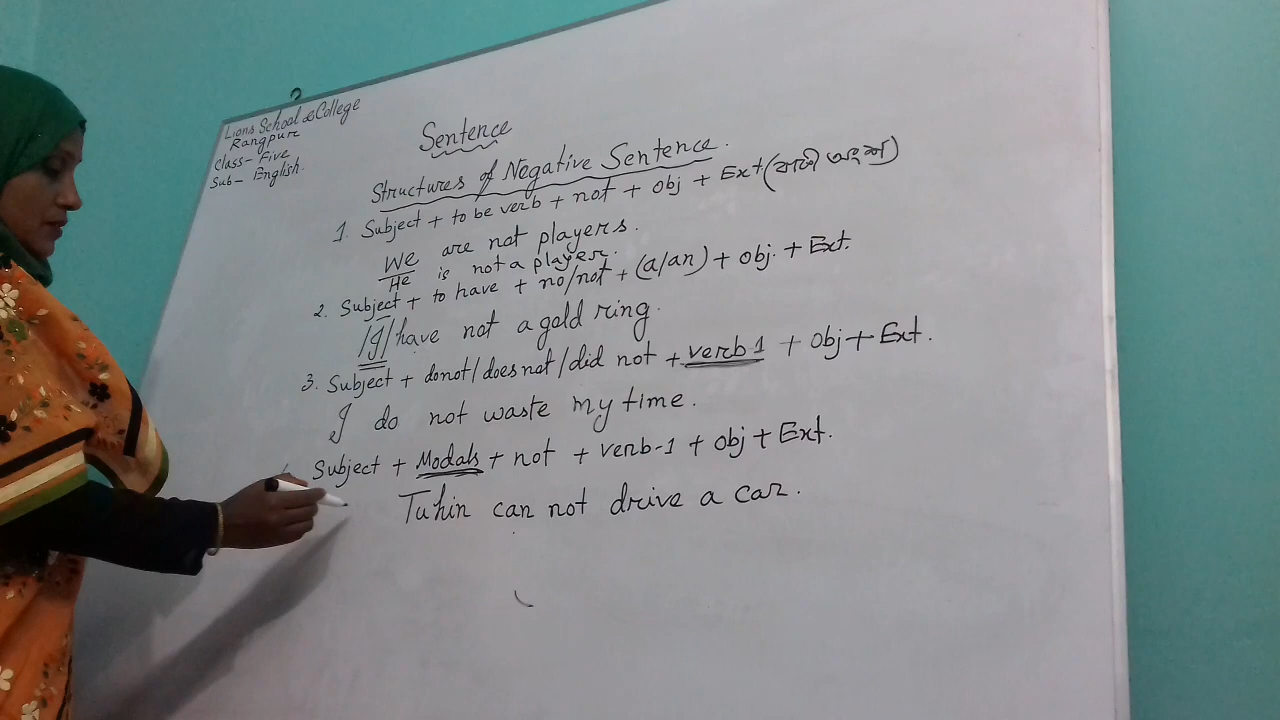 Lions School & College
Rangpur
Class - Five
Sub - English.
Sentence
Structures of Negative Sentence.
1. Subject + to be verb + not + Obj + Ext (বাকী অংশ)
We are not players.
He is not a player.
2. Subject + to have + no/not + (a/an) + obj. + Ext.
I have not a gold ring.
3. Subject + donot/does not/did not + verb 1 + Obj + Ext.
I do not waste my time.
Subject + Modals + not + verb-1 + obj + Ext.
Tuhin can not drive a car.